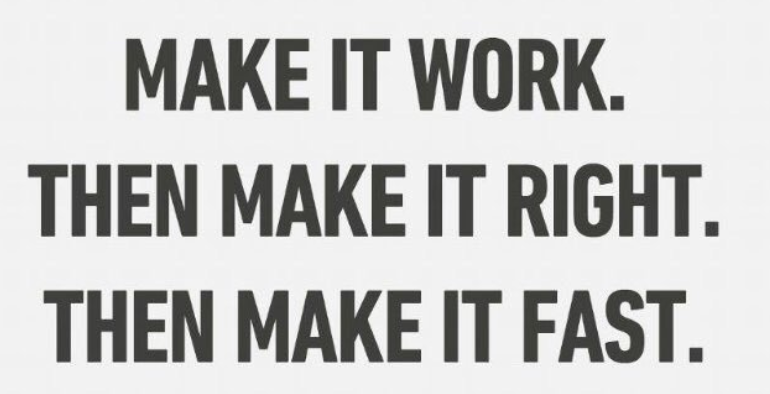 MAKE IT WORK.
THEN MAKE IT RIGHT.
THEN MAKE IT FAST.